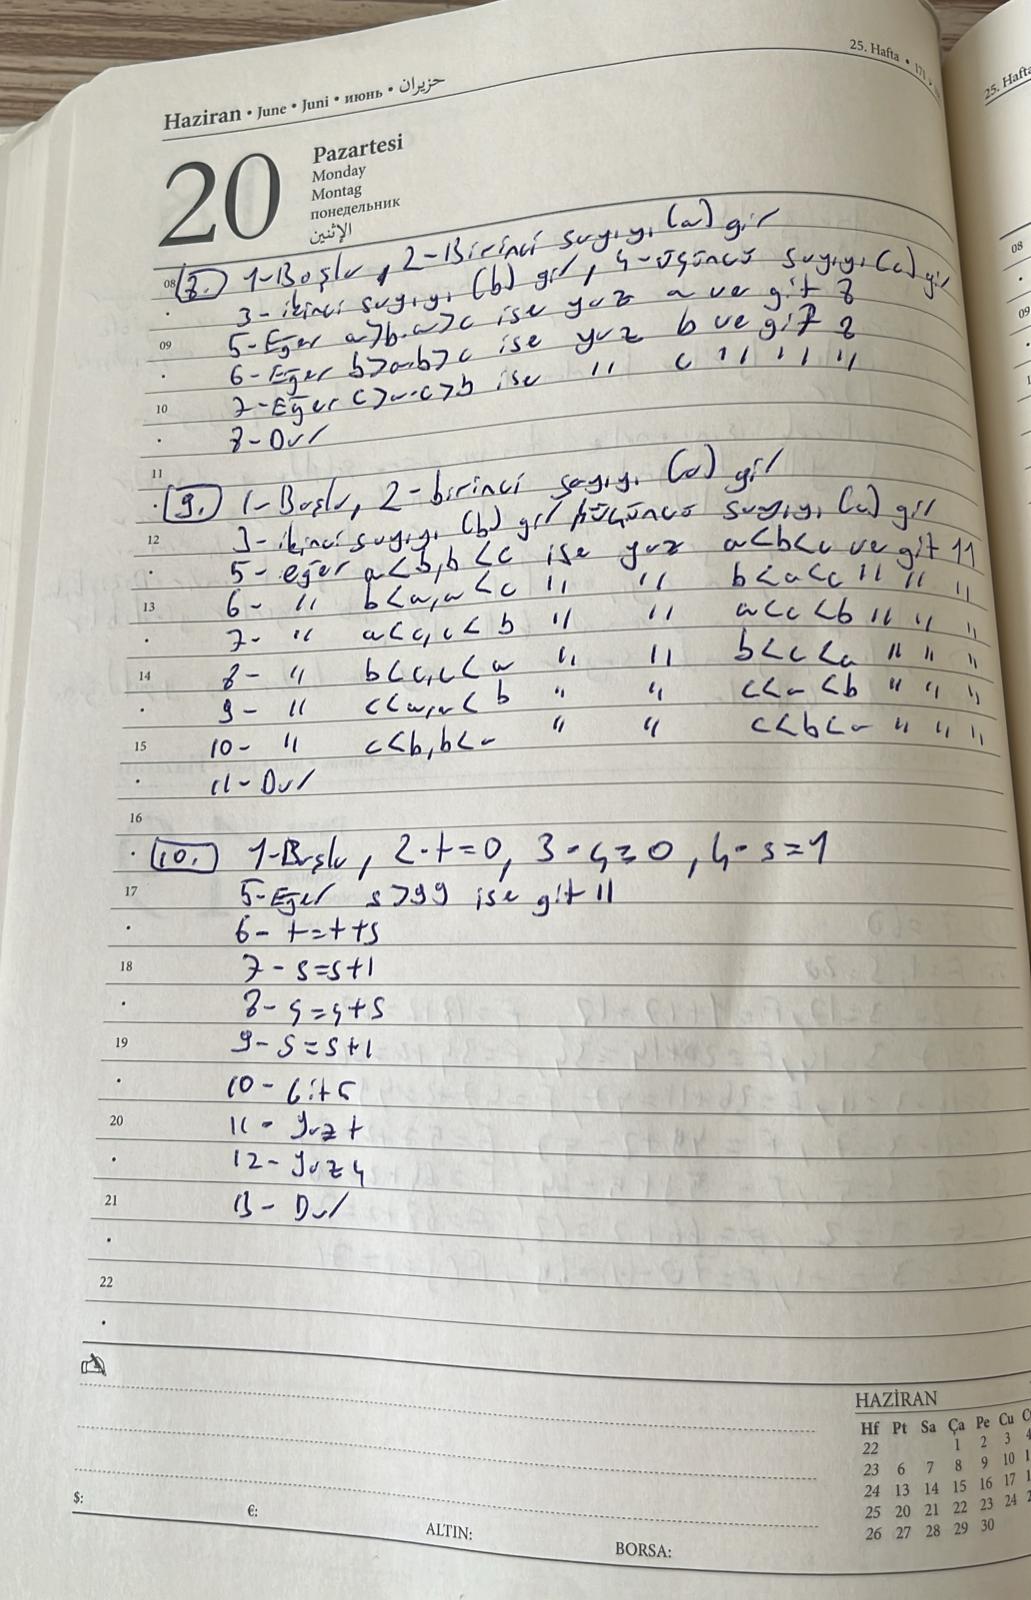 25. Hafta • 171
25. Hafta
Haziran • June • Juni • июнь • حزيران
20
Pazartesi
Monday
Montag
понедельник
الإثنين
08 8. 1-Başla, 2-Birinci sayıyı (a) gir
3-ikinci sayıyı (b) gir, 4-üçüncü sayıyı (c) gir
09 5-Eğer a>b, a>c ise yaz a ve git 8
6-Eğer b>a, b>c ise yaz b ve git 8
10 7-Eğer c>a, c>b ise " c " " "
8-Dur
11
9. 1-Başla, 2-birinci sayıyı (a) gir
12 3-ikinci sayıyı (b) gir, 4-üçüncü sayıyı (c) gir
5- eğer a<b, b<c ise yaz a<b<c ve git 11
13 6- " b<a, a<c " " b<a<c " " "
7- " a<c, c<b " " a<c<b " " "
14 8- " b<c, c<a " " b<c<a " " "
9- " c<a, a<b " " c<a<b " " "
15 10- " c<b, b<a " " c<b<a " " "
11-Dur
16
10. 1-Başla, 2-t=0, 3-ç=0, 4-s=1
17 5-Eğer s>99 ise git 11
6- t=t+s
18 7- s=s+1
8- ç=ç+s
19 9- s=s+1
10- Git 5
20 11- yaz t
12- yaz ç
21 13- Dur
22
HAZİRAN
Hf Pt Sa Ça Pe Cu
22 1 2 3 4
23 6 7 8 9 10
24 13 14 15 16 17
25 20 21 22 23 24
26 27 28 29 30
$:
€:
ALTIN:
BORSA:
08
09